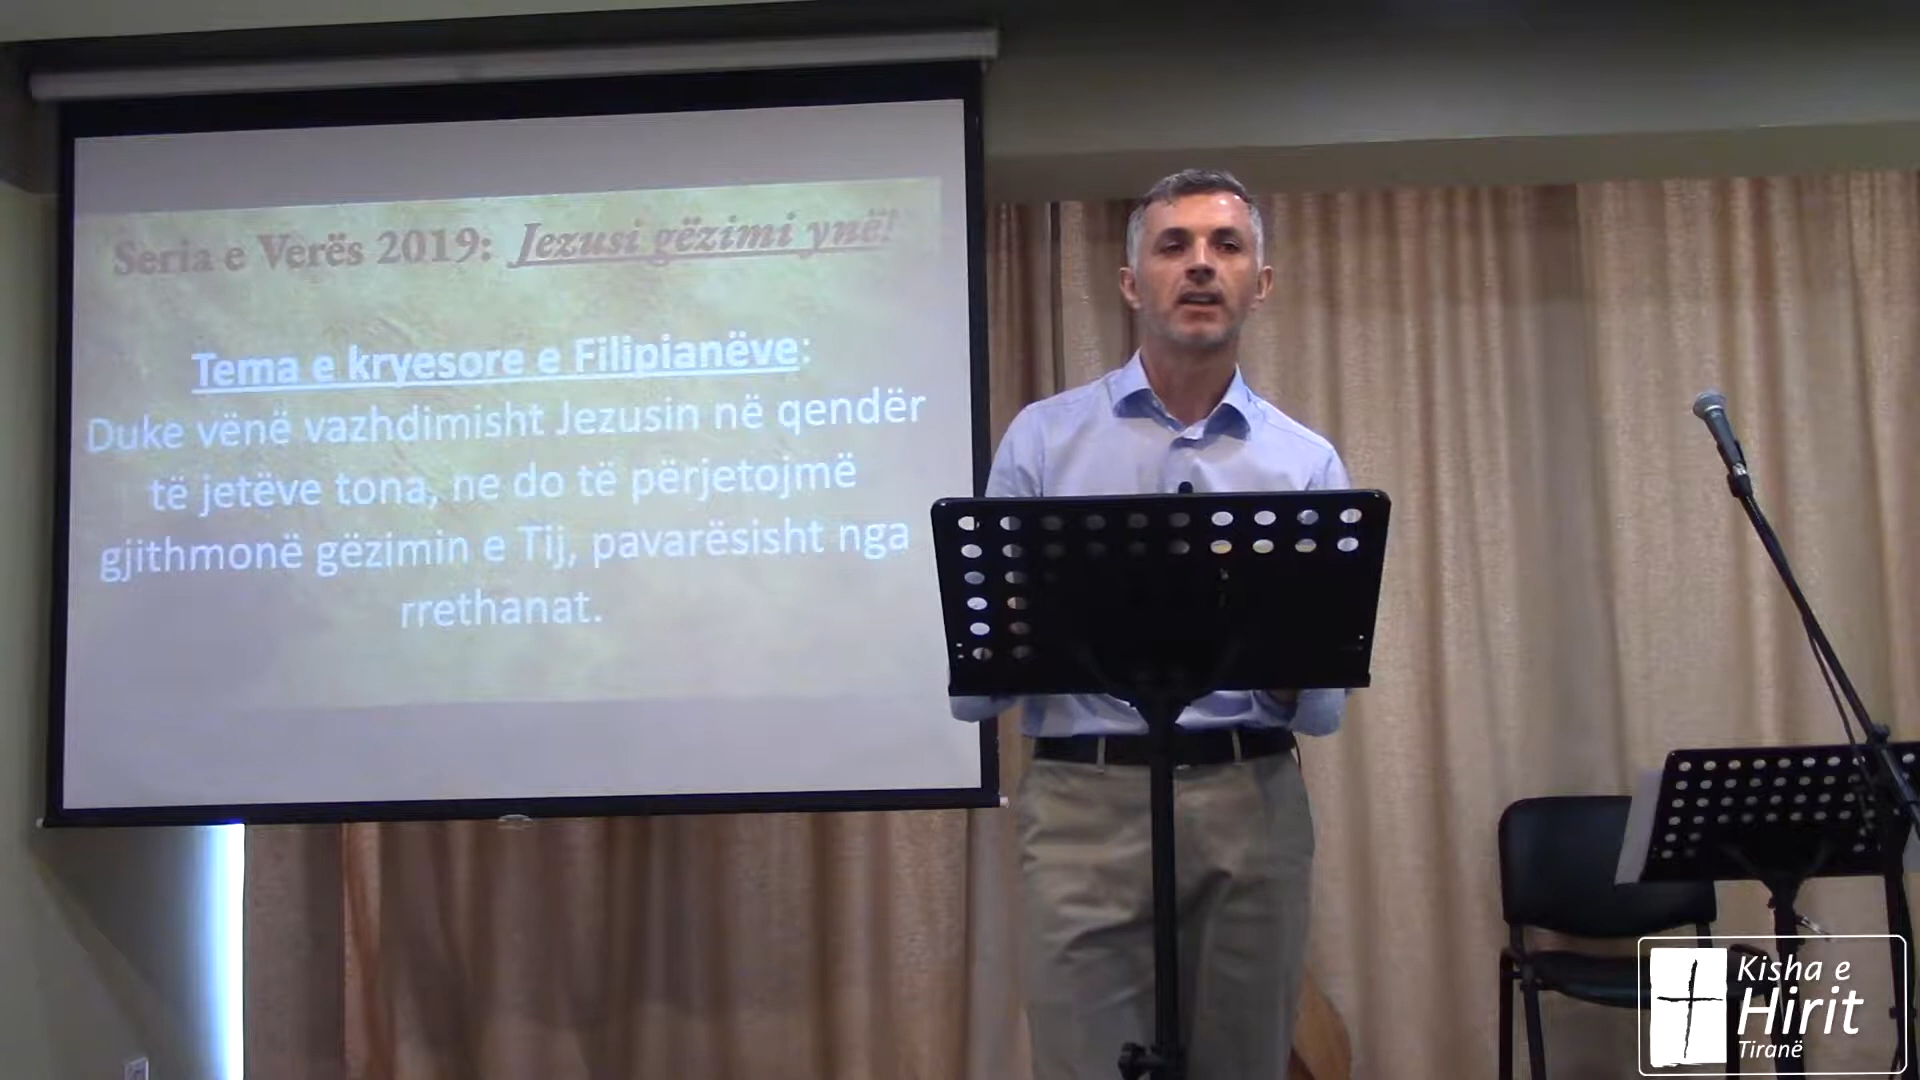 Seria e Verës 2019: Jezusi gëzimi ynë!
Tema e kryesore e Filipianëve:
Duke vënë vazhdimisht Jezusin në qendër
të jetëve tona, ne do të përjetojmë
gjithmonë gëzimin e Tij, pavarësisht nga
rrethanat.
Kisha e
Hirit
Tiranë